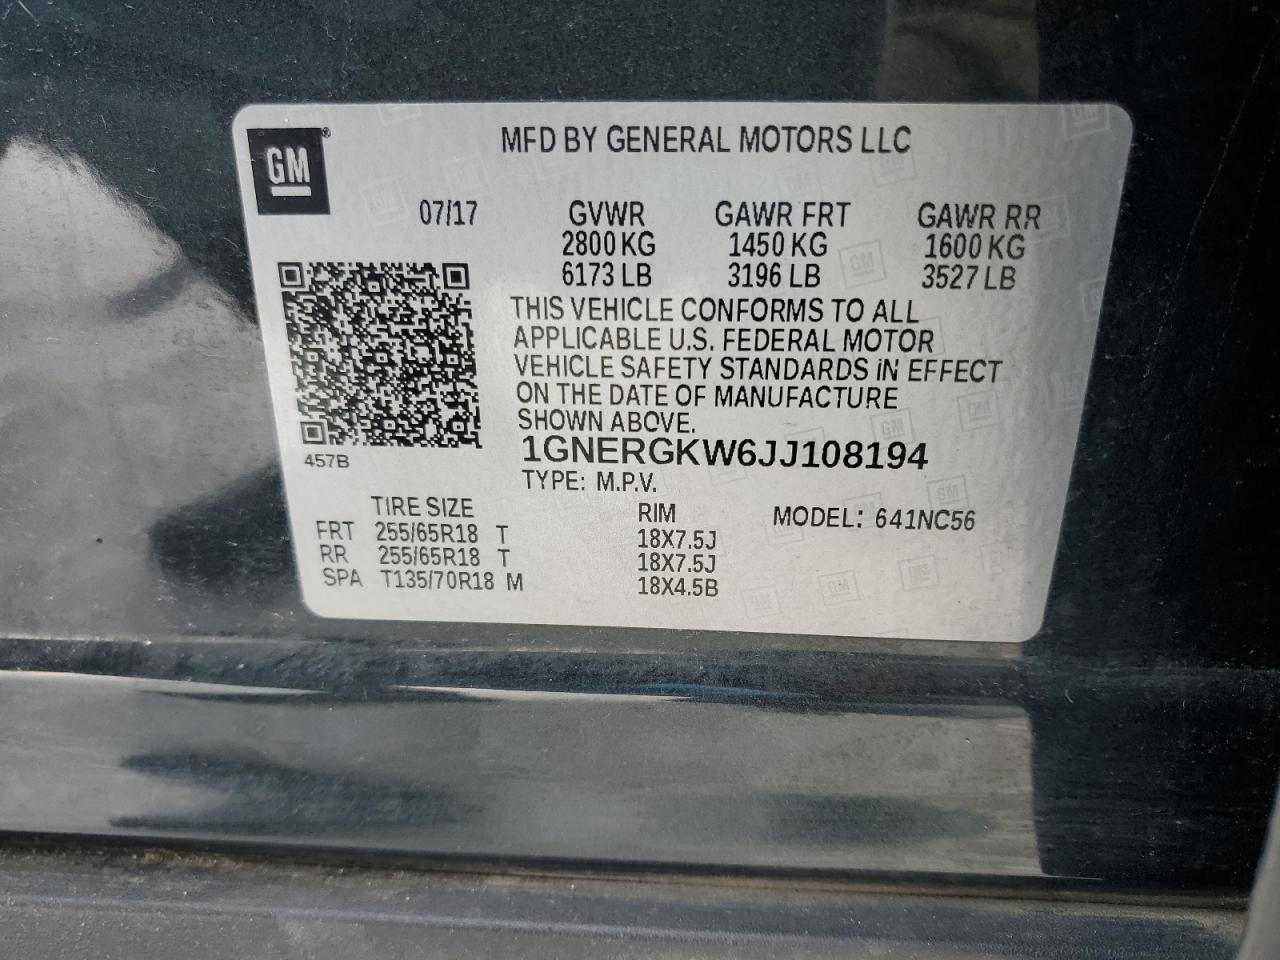 GM
MFD BY GENERAL MOTORS LLC
07/17 GVWR GAWR FRT GAWR RR
2800 KG 1450 KG 1600 KG
6173 LB 3196 LB 3527 LB
THIS VEHICLE CONFORMS TO ALL
APPLICABLE U.S. FEDERAL MOTOR
VEHICLE SAFETY STANDARDS IN EFFECT
ON THE DATE OF MANUFACTURE
SHOWN ABOVE.
1GNERGKW6JJ108194
457B
TYPE: M.P.V.
TIRE SIZE RIM MODEL: 641NC56
FRT 255/65R18 T 18X7.5J
RR 255/65R18 T 18X7.5J
SPA T135/70R18 M 18X4.5B